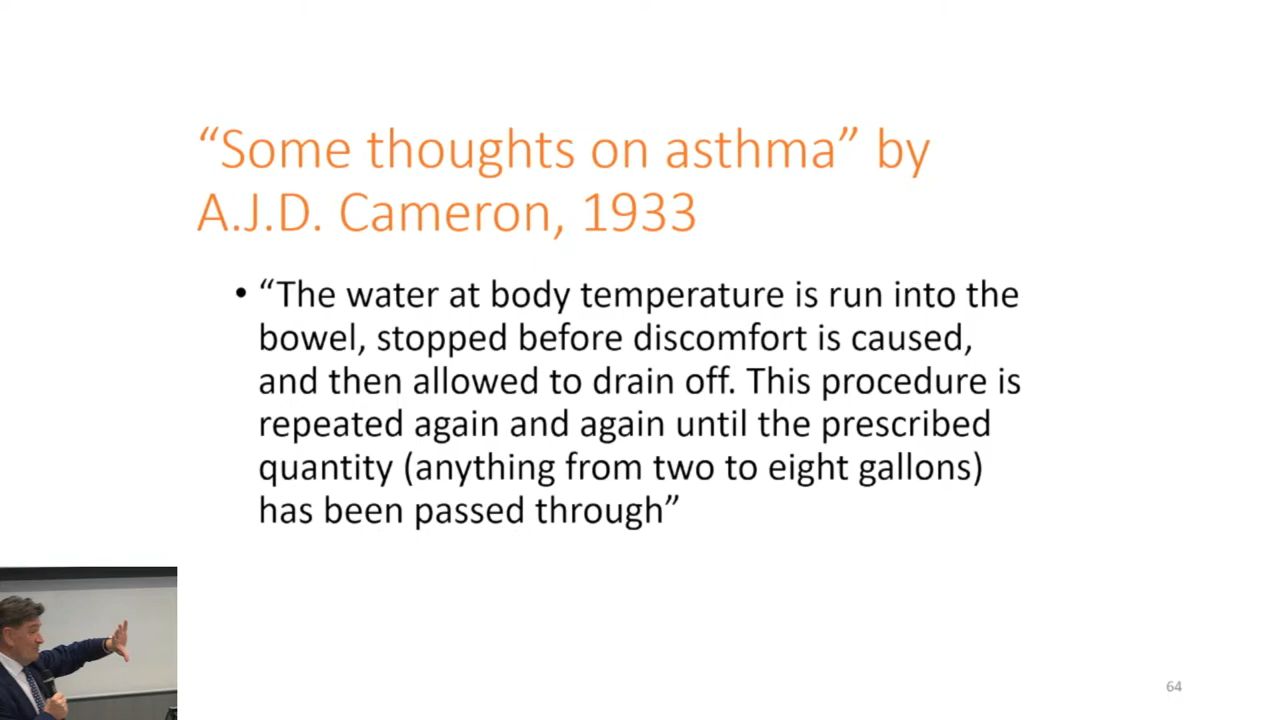 “Some thoughts on asthma” by
A.J.D. Cameron, 1933
• “The water at body temperature is run into the
bowel, stopped before discomfort is caused,
and then allowed to drain off. This procedure is
repeated again and again until the prescribed
quantity (anything from two to eight gallons)
has been passed through”
64